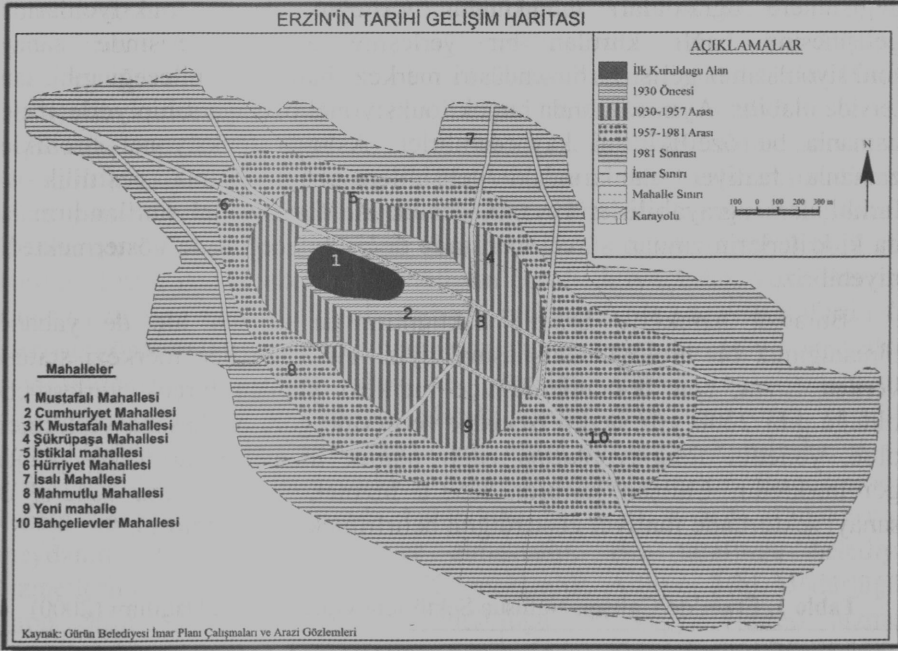 ERZİN'İN TARİHİ GELİŞİM HARİTASI
AÇIKLAMALAR
İlk Kuruldugu Alan
1930 Öncesi
1930-1957 Arası
1957-1981 Arası
1981 Sonrası
İmar Sınırı
Mahalle Sınırı
Karayolu
N
100 0 100 200 300 m
7
5
6
4
1
2
3
8
9
10
Mahalleler
1 Mustafalı Mahallesi
2 Cumhuriyet Mahallesi
3 K Mustafalı Mahallesi
4 Şükrüpaşa Mahallesi
5 İstiklal mahallesi
6 Hürriyet Mahallesi
7 İsalı Mahallesi
8 Mahmutlu Mahallesi
9 Yeni mahalle
10 Bahçelievler Mahallesi
Kaynak: Gürün Belediyesi İmar Planı Çalışmaları ve Arazi Gözlemleri